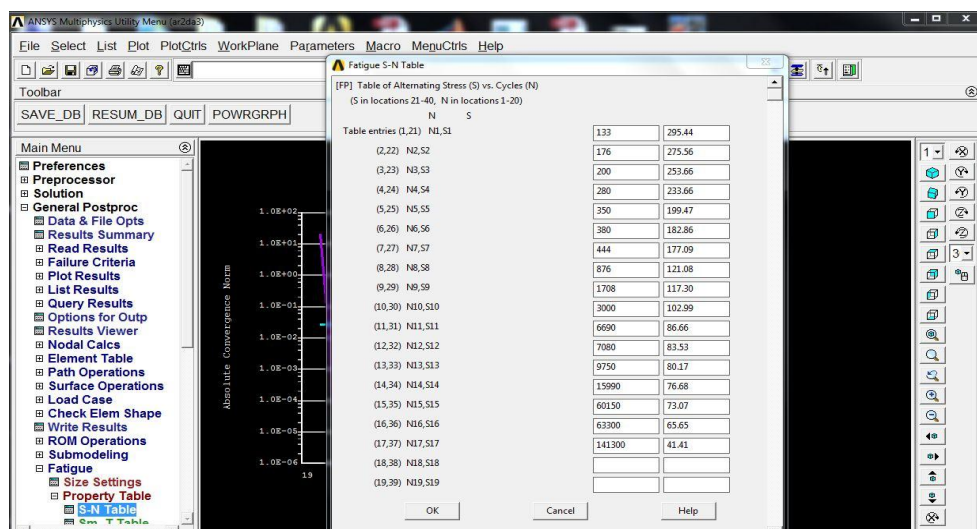 ANSYS Multiphysics Utility Menu (ar2da3)
File Select List Plot PlotCtrls WorkPlane Parameters Macro MenuCtrls Help
Toolbar
SAVE_DB RESUM_DB QUIT POWRGRPH
Main Menu
Preferences
Preprocessor
Solution
General Postproc
Data & File Opts
Results Summary
Read Results
Failure Criteria
Plot Results
List Results
Query Results
Options for Outp
Results Viewer
Nodal Calcs
Element Table
Path Operations
Surface Operations
Load Case
Check Elem Shape
Write Results
ROM Operations
Submodeling
Fatigue
Size Settings
Property Table
S-N Table
Sm_T Table
Absolute Convergence Norm
1.0E+02
1.0E+01
1.0E+00
1.0E-01
1.0E-02
1.0E-03
1.0E-04
1.0E-05
1.0E-06
19
Fatigue S-N Table
[FP] Table of Alternating Stress (S) vs. Cycles (N)
(S in locations 21-40, N in locations 1-20)
N S
Table entries (1,21) N1,S1 133 295.44
(2,22) N2,S2 176 275.56
(3,23) N3,S3 200 253.66
(4,24) N4,S4 280 233.66
(5,25) N5,S5 350 199.47
(6,26) N6,S6 380 182.86
(7,27) N7,S7 444 177.09
(8,28) N8,S8 876 121.08
(9,29) N9,S9 1708 117.30
(10,30) N10,S10 3000 102.99
(11,31) N11,S11 6690 86.66
(12,32) N12,S12 7080 83.53
(13,33) N13,S13 9750 80.17
(14,34) N14,S14 15990 76.68
(15,35) N15,S15 60150 73.07
(16,36) N16,S16 63300 65.65
(17,37) N17,S17 141300 41.41
(18,38) N18,S18
(19,39) N19,S19
OK Cancel Help
1
3